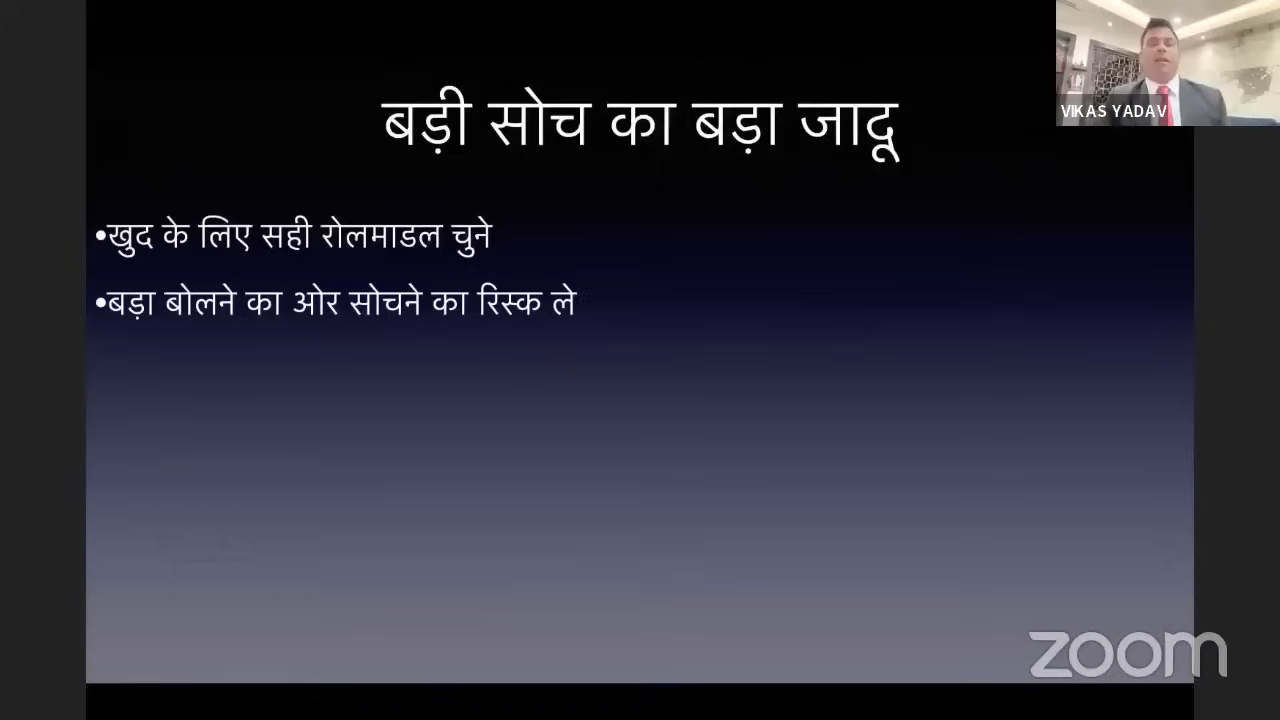 बड़ी सोच का बड़ा जादू
•खुद के लिए सही रोलमाडल चुने
•बड़ा बोलने का ओर सोचने का रिस्क ले
VIKAS YADAV
zoom